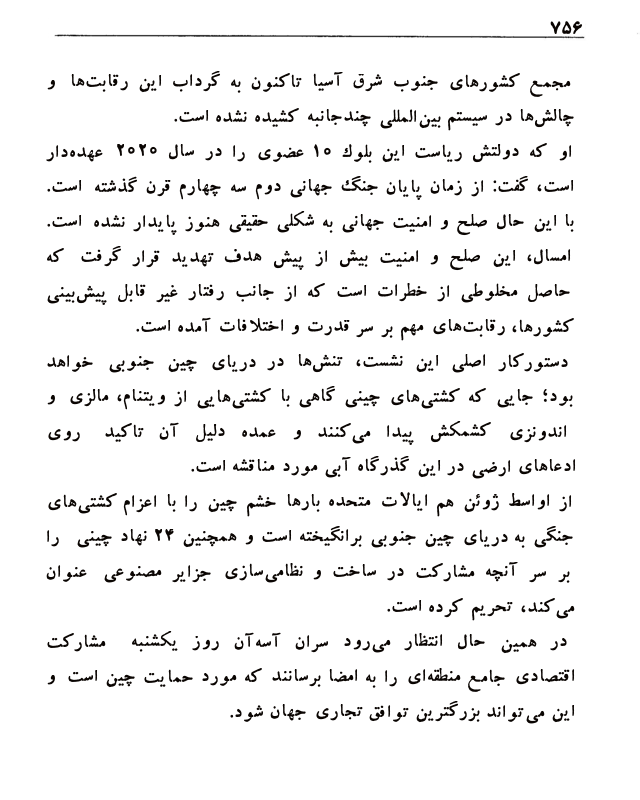 ۷۵۶
مجمع کشورهای جنوب شرق آسیا تاکنون به گرداب این رقابت‌ها و
چالش‌ها در سیستم بین‌المللی چندجانبه کشیده نشده است.
او که دولتش ریاست این بلوك ۱۰ عضوی را در سال ۲۰۲۰ عهده‌دار
است، گفت: از زمان پایان جنگ جهانی دوم سه چهارم قرن گذشته است.
با این حال صلح و امنیت جهانی به شکلی حقیقی هنوز پایدار نشده است.
امسال، این صلح و امنیت بیش از پیش هدف تهدید قرار گرفت که
حاصل مخلوطی از خطرات است که از جانب رفتار غیر قابل پیش‌بینی
کشورها، رقابت‌های مهم بر سر قدرت و اختلافات آمده است.
دستورکار اصلی این نشست، تنش‌ها در دریای چین جنوبی خواهد
بود؛ جایی که کشتی‌های چینی گاهی با کشتی‌هایی از ویتنام، مالزی و
اندونزی کشمکش پیدا می‌کنند و عمده دلیل آن تاکید روی
ادعاهای ارضی در این گذرگاه آبی مورد مناقشه است.
از اواسط ژوئن هم ایالات متحده بارها خشم چین را با اعزام کشتی‌های
جنگی به دریای چین جنوبی برانگیخته است و همچنین ۲۴ نهاد چینی را
بر سر آنچه مشارکت در ساخت و نظامی‌سازی جزایر مصنوعی عنوان
می‌کند، تحریم کرده است.
در همین حال انتظار می‌رود سران آسه‌آن روز یکشنبه مشارکت
اقتصادی جامع منطقه‌ای را به امضا برسانند که مورد حمایت چین است و
این می‌تواند بزرگترین توافق تجاری جهان شود.